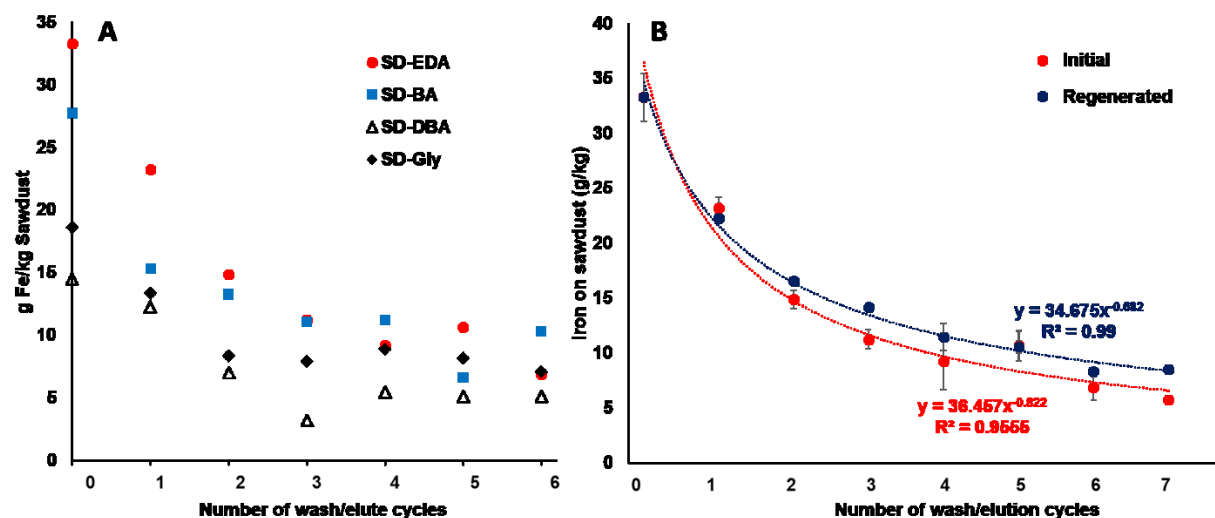 A
SD-EDA
SD-BA
SD-DBA
SD-Gly
g Fe/kg Sawdust
35
30
25
20
15
10
5
0
0 1 2 3 4 5 6
Number of wash/elute cycles
B
Initial
Regenerated
Iron on sawdust (g/kg)
40
35
30
25
20
15
10
5
0
y = 34.675x^-0.682
R² = 0.99
y = 36.457x^-0.822
R² = 0.9555
0 1 2 3 4 5 6 7
Number of wash/elution cycles